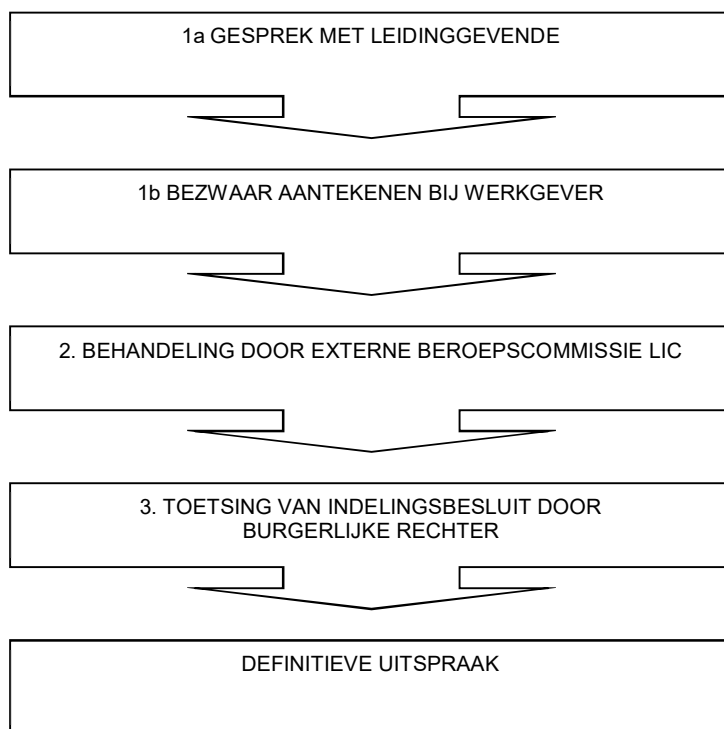 1a GESPREK MET LEIDINGGEVENDE
1b BEZWAAR AANTEKENEN BIJ WERKGEVER
2. BEHANDELING DOOR EXTERNE BEROEPSCOMMISSIE LIC
3. TOETSING VAN INDELINGSBESLUIT DOOR
BURGERLIJKE RECHTER
DEFINITIEVE UITSPRAAK